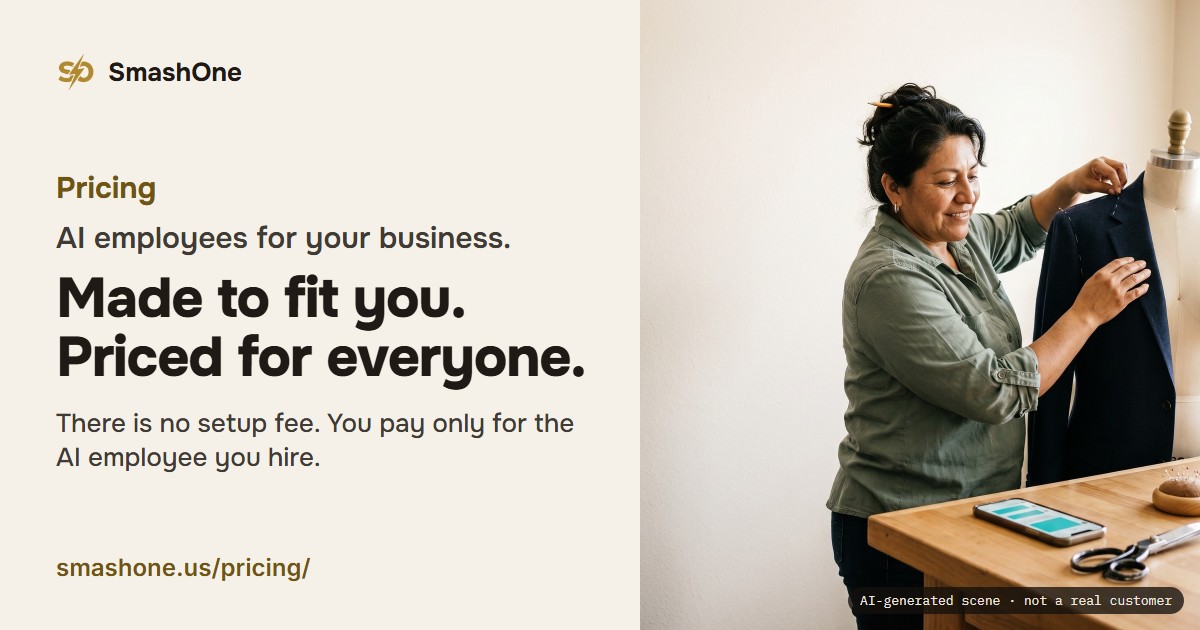 SmashOne
Pricing
AI employees for your business.
Made to fit you.
Priced for everyone.
There is no setup fee. You pay only for the
AI employee you hire.
smashone.us/pricing/
AI-generated scene · not a real customer